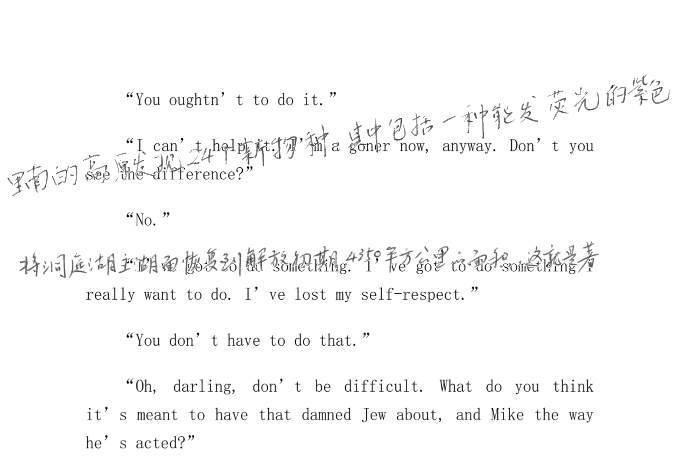 “You oughtn’t to do it.”
里南的高原发现24个新物种,其中包括一种能发荧光的紫色
“I can’t help it. I’m a goner now, anyway. Don’t you
see the difference?”
“No.”
将洞庭湖主湖面恢复到解放初期4350平方公里的面积,这就是著
“I’ve got to do something. I’ve got to do something I
really want to do. I’ve lost my self-respect.”
“You don’t have to do that.”
“Oh, darling, don’t be difficult. What do you think
it’s meant to have that damned Jew about, and Mike the way
he’s acted?”